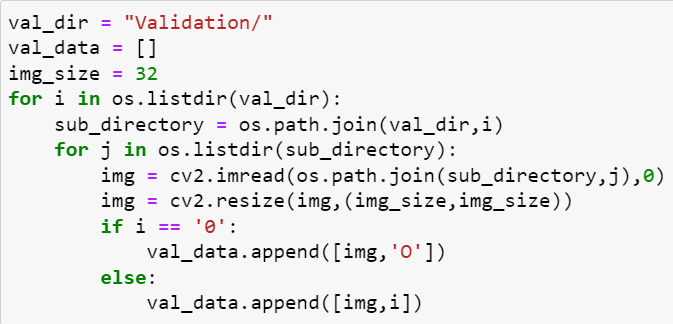 val_dir = "Validation/"
val_data = []
img_size = 32
for i in os.listdir(val_dir):
    sub_directory = os.path.join(val_dir,i)
    for j in os.listdir(sub_directory):
        img = cv2.imread(os.path.join(sub_directory,j),0)
        img = cv2.resize(img,(img_size,img_size))
        if i == '0':
            val_data.append([img,'O'])
        else:
            val_data.append([img,i])